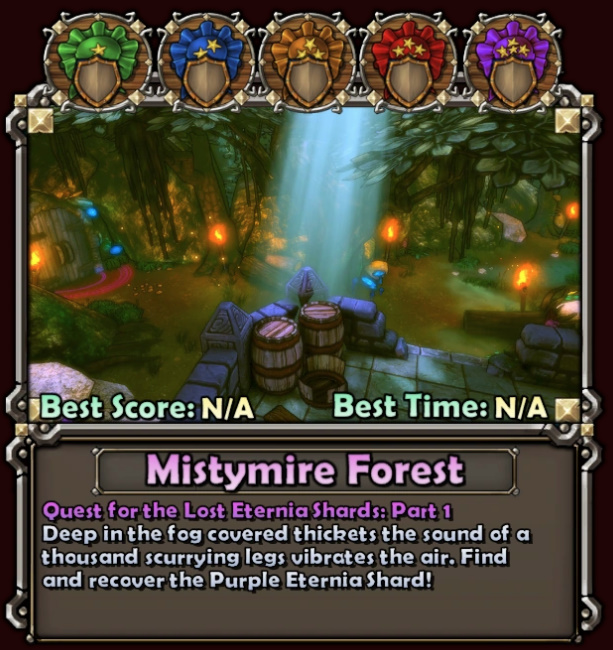 Best Score: N/A Best Time: N/A
Mistymire Forest
Quest for the Lost Eternia Shards: Part 1
Deep in the fog covered thickets the sound of a
thousand scurrying legs vibrates the air. Find
and recover the Purple Eternia Shard!